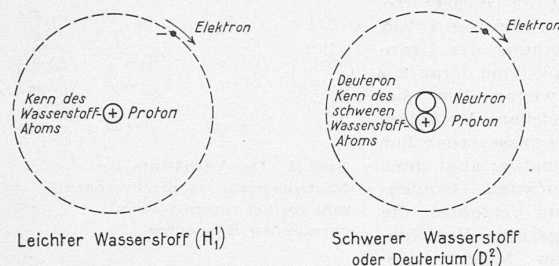 Elektron
−
Kern des
Wasserstoff-
Atoms
+
Proton
Leichter Wasserstoff (H¹₁)
Elektron
−
Deuteron
Kern des
schweren
Wasserstoff-
Atoms
Neutron
+
Proton
Schwerer Wasserstoff
oder Deuterium (D²₁)